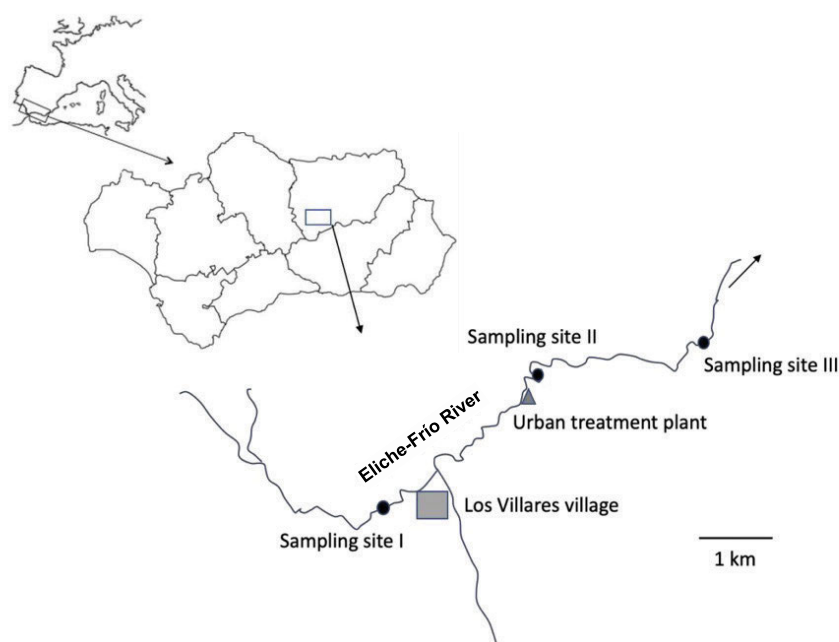 Sampling site II
Sampling site III
Eliche-Frío River
Urban treatment plant
Los Villares village
Sampling site I
1 km